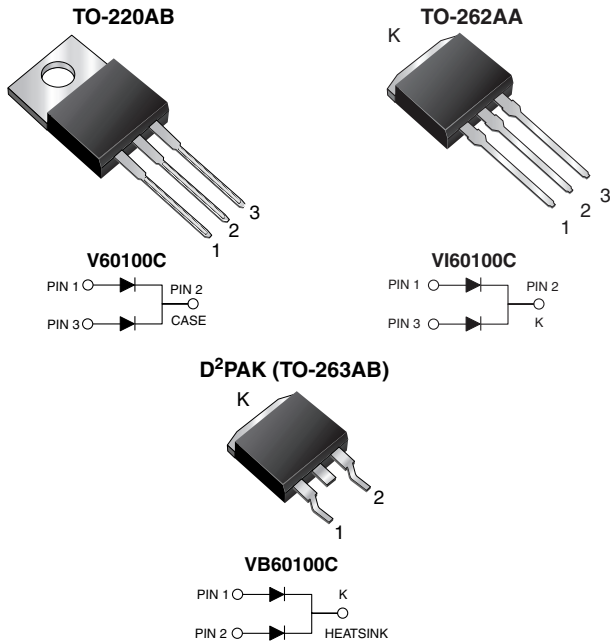 TO-220AB
1
2
3
V60100C
PIN 1
PIN 2
PIN 3
CASE
TO-262AA
K
1
2
3
VI60100C
PIN 1
PIN 2
PIN 3
K
D²PAK (TO-263AB)
K
1
2
VB60100C
PIN 1
K
PIN 2
HEATSINK